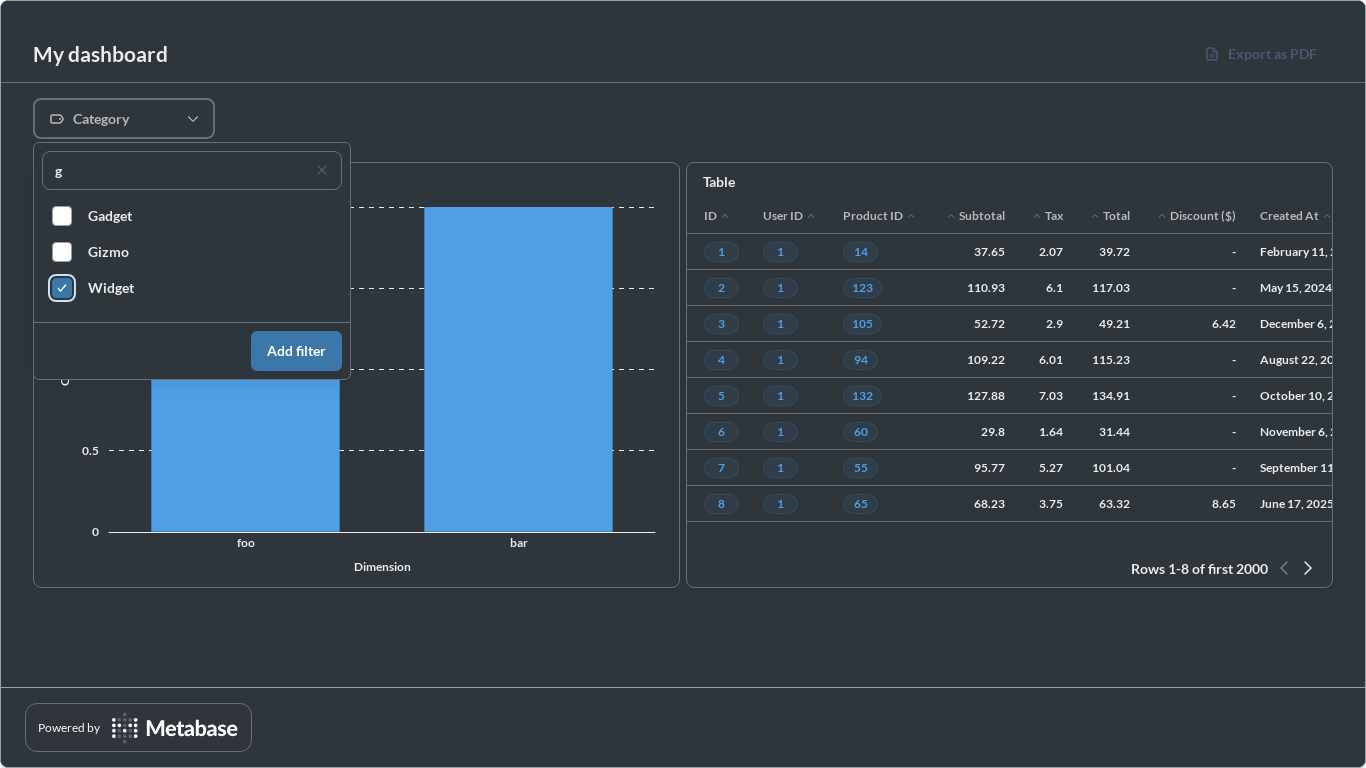 My dashboard
Export as PDF
Category
g
Gadget
Gizmo
Widget
Add filter
0.5
0
foo
bar
Dimension
Table
ID User ID Product ID Subtotal Tax Total Discount ($) Created At
1 1 14 37.65 2.07 39.72 - February 11,
2 1 123 110.93 6.1 117.03 - May 15, 2024
3 1 105 52.72 2.9 49.21 6.42 December 6,
4 1 94 109.22 6.01 115.23 - August 22, 20
5 1 132 127.88 7.03 134.91 - October 10, 2
6 1 60 29.8 1.64 31.44 - November 6,
7 1 55 95.77 5.27 101.04 - September 11
8 1 65 68.23 3.75 63.32 8.65 June 17, 2025
Rows 1-8 of first 2000
Powered by Metabase